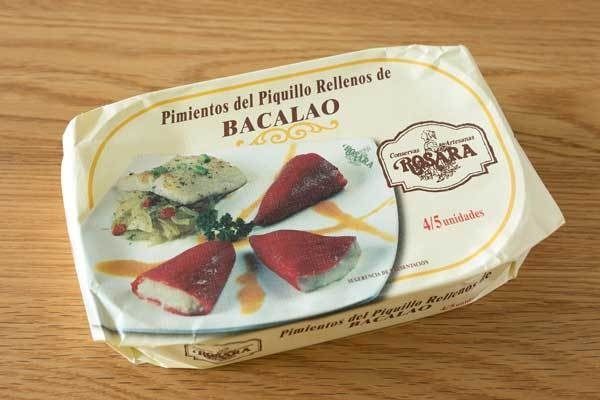 Pimientos del Piquillo Rellenos de
BACALAO
Conservas Artesanas
ROSARA
4/5 unidades
SUGERENCIA DE PRESENTACIÓN
Pimientos del Piquillo Rellenos de
BACALAO
ROSARA